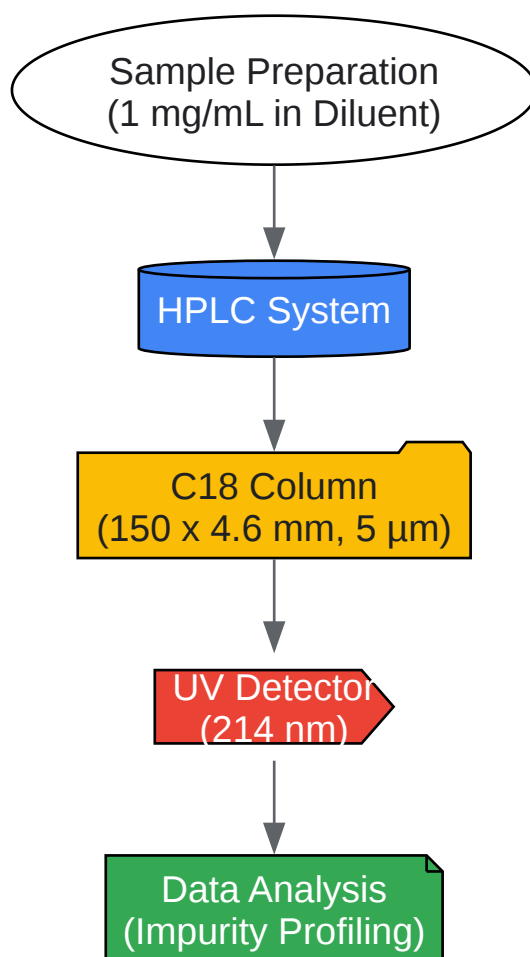 Sample Preparation
(1 mg/mL in Diluent)
HPLC System
C18 Column
(150 x 4.6 mm, 5 µm)
UV Detector
(214 nm)
Data Analysis
(Impurity Profiling)